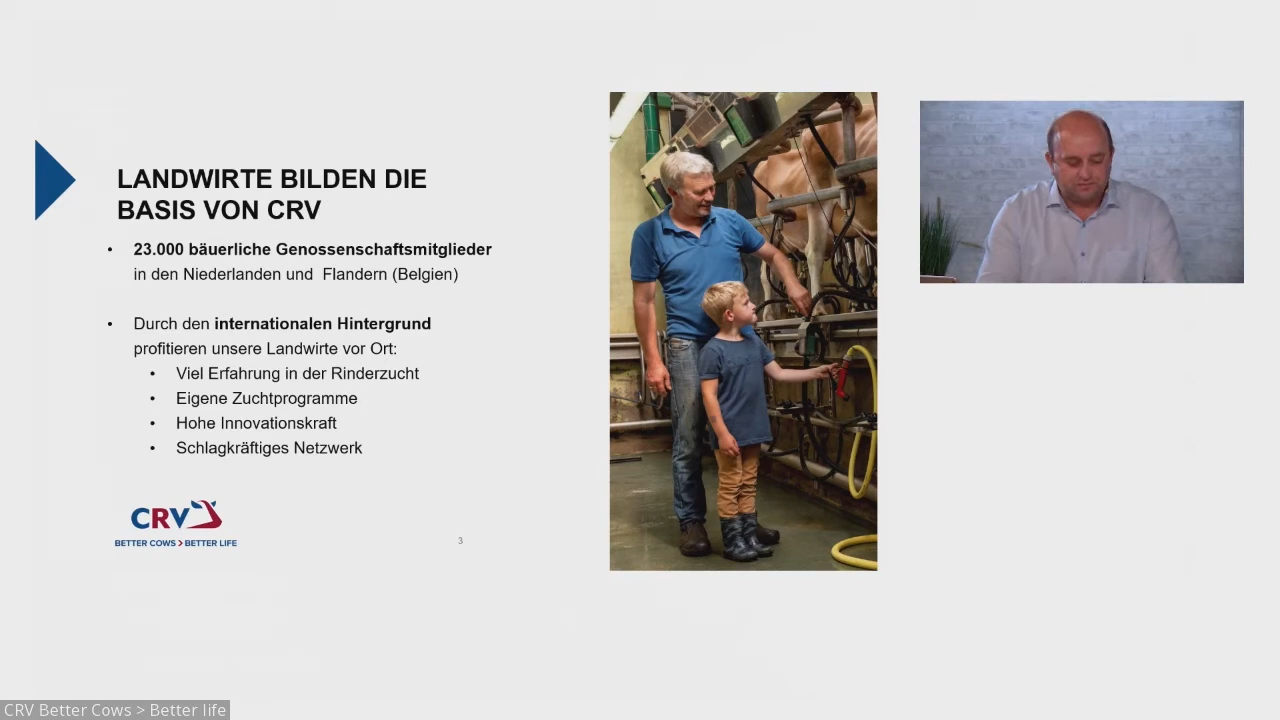 LANDWIRTE BILDEN DIE
BASIS VON CRV
• 23.000 bäuerliche Genossenschaftsmitglieder
in den Niederlanden und  Flandern (Belgien)
• Durch den internationalen Hintergrund
profitieren unsere Landwirte vor Ort:
• Viel Erfahrung in der Rinderzucht
• Eigene Zuchtprogramme
• Hohe Innovationskraft
• Schlagkräftiges Netzwerk
CRV
BETTER COWS > BETTER LIFE
3
CRV Better Cows > Better life